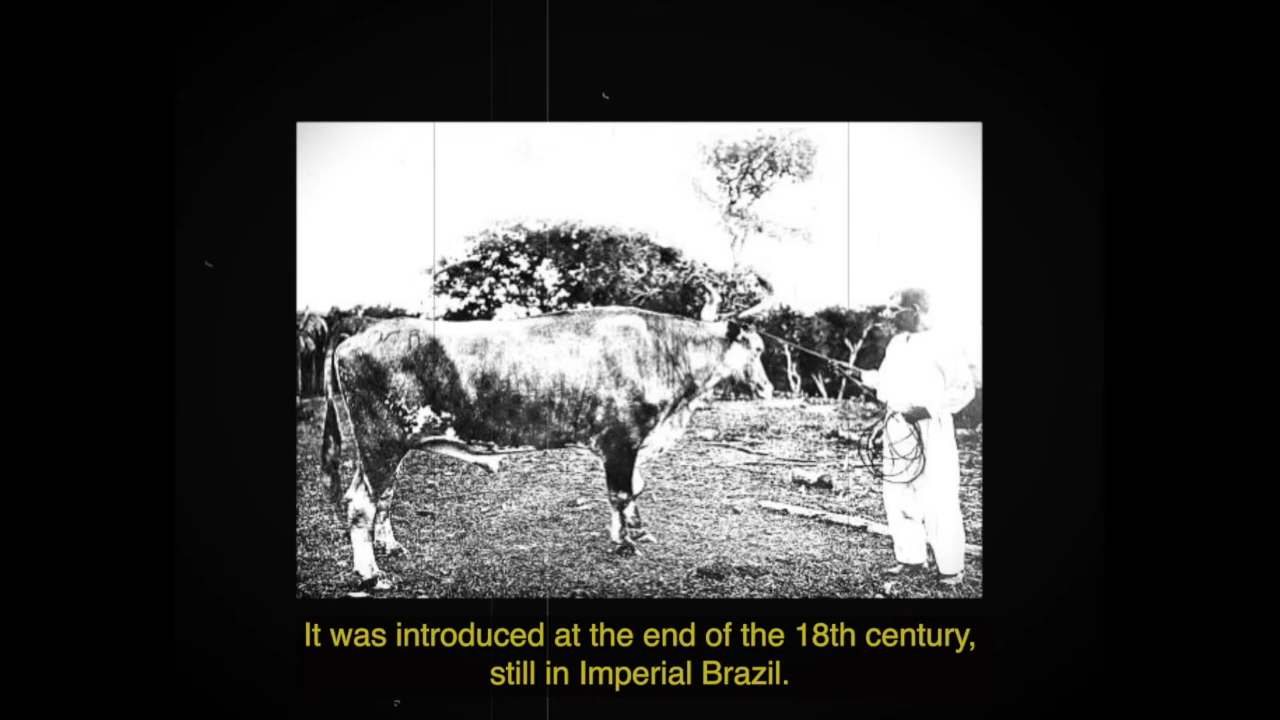 It was introduced at the end of the 18th century,
still in Imperial Brazil.